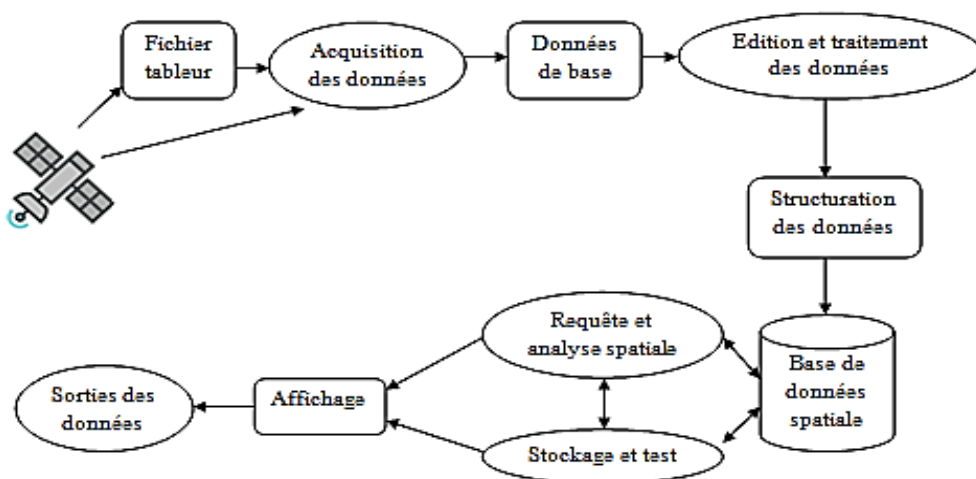 Fichier
tableur
Acquisition
des données
Données
de base
Edition et traitement
des données
Structuration
des données
Requête et
analyse spatiale
Base de
données
spatiale
Affichage
Sorties des
données
Stockage et test